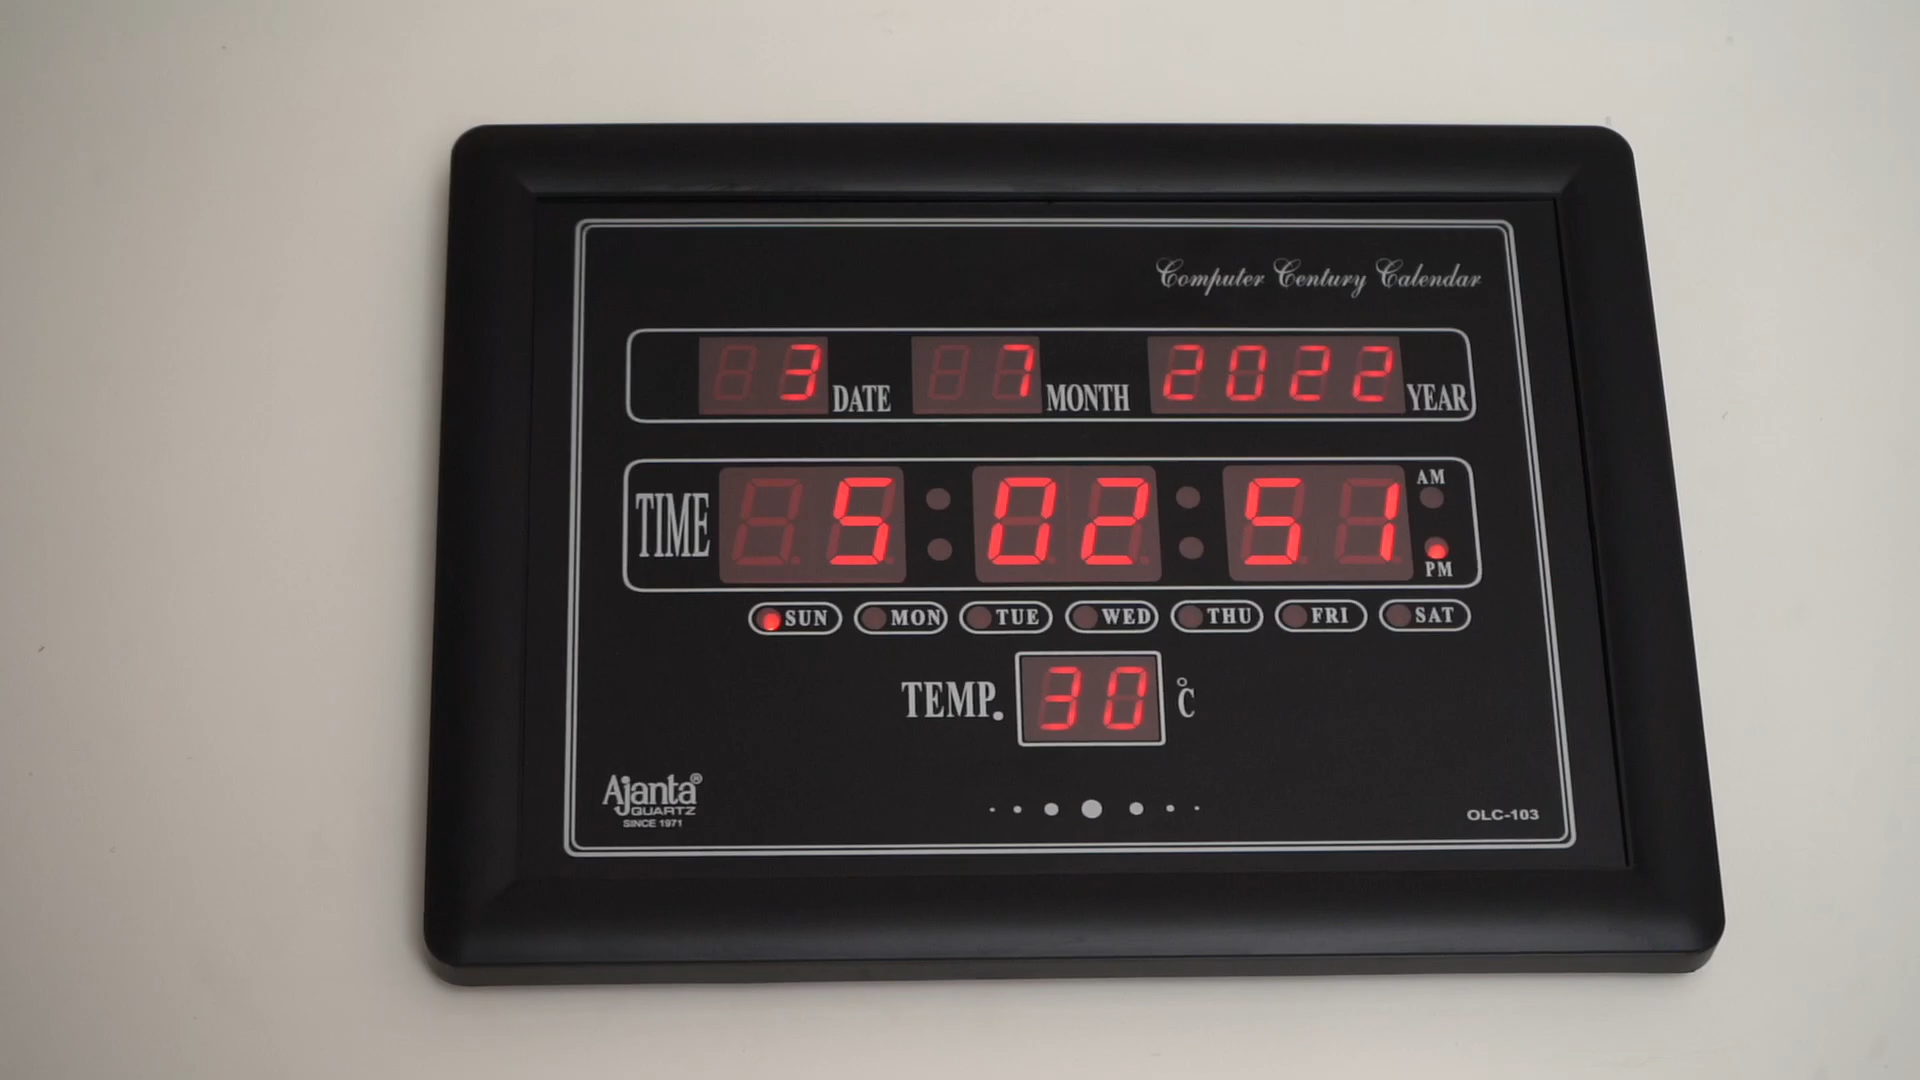 Computer Century Calendar
3 DATE 7 MONTH 2022 YEAR
AM
TIME 5 02 51
PM
SUN MON TUE WED THU FRI SAT
TEMP. 30 °C
Ajanta®
QUARTZ
SINCE 1971
OLC-103